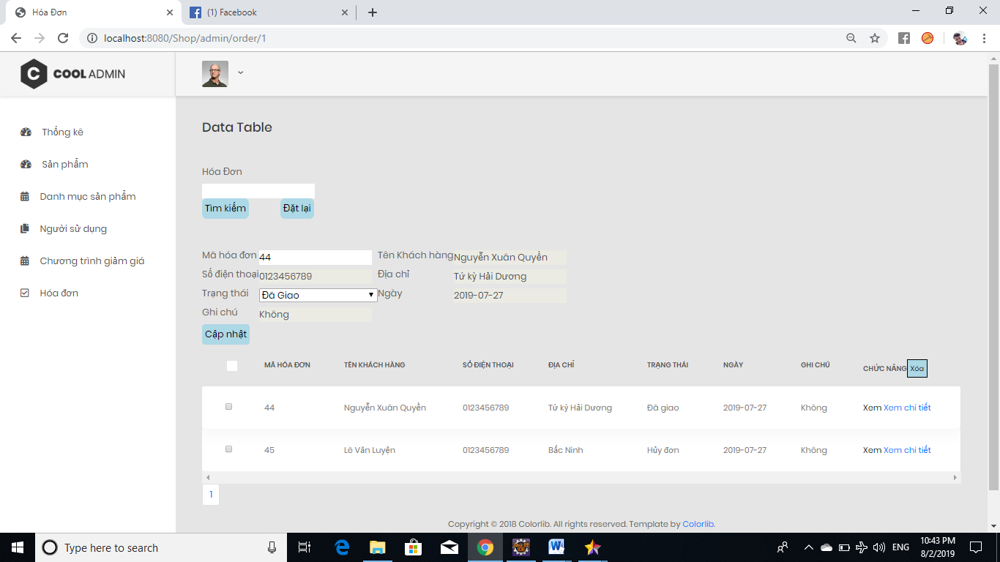 Hóa Đơn
(1) Facebook
localhost:8080/Shop/admin/order/1
COOL ADMIN
Thống kê
Sản phẩm
Danh mục sản phẩm
Người sử dụng
Chương trình giảm giá
Hóa đơn
Data Table
Hóa Đơn
Tìm kiếm Đặt lại
Mã hóa đơn 44 Tên Khách hàng Nguyễn Xuân Quyền
Số điện thoại 0123456789 Địa chỉ Tứ kỳ Hải Dương
Trạng thái Đã Giao Ngày 2019-07-27
Ghi chú Không
Cập nhật
MÃ HÓA ĐƠN TÊN KHÁCH HÀNG SỐ ĐIỆN THOẠI ĐỊA CHỈ TRẠNG THÁI NGÀY GHI CHÚ CHỨC NĂNG Xóa
44 Nguyễn Xuân Quyền 0123456789 Tứ kỳ Hải Dương Đã giao 2019-07-27 Không Xem Xem chi tiết
45 Lê Văn Luyện 0123456789 Bắc Ninh Hủy đơn 2019-07-27 Không Xem Xem chi tiết
1
Copyright © 2018 Colorlib. All rights reserved. Template by Colorlib.
Type here to search
ENG
10:43 PM
8/2/2019